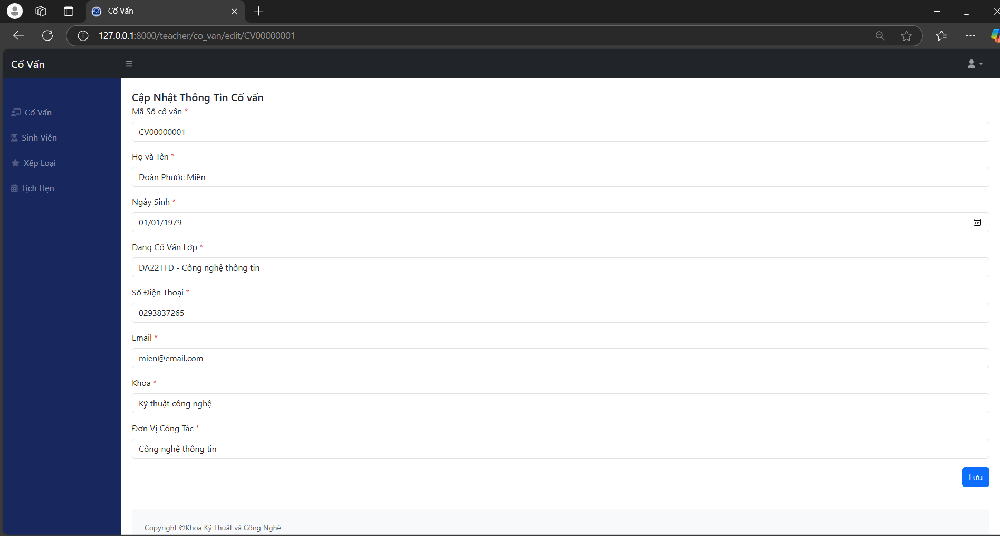 Cố Vấn
127.0.0.1:8000/teacher/co_van/edit/CV00000001
Cố Vấn
Cố Vấn
Sinh Viên
Xếp Loại
Lịch Hẹn
Cập Nhật Thông Tin Cố vấn
Mã Số cố vấn *
CV00000001
Họ và Tên *
Đoàn Phước Miền
Ngày Sinh *
01/01/1979
Đang Cố Vấn Lớp *
DA22TTD - Công nghệ thông tin
Số Điện Thoại *
0293837265
Email *
mien@email.com
Khoa *
Kỹ thuật công nghệ
Đơn Vị Công Tác *
Công nghệ thông tin
Lưu
Copyright ©Khoa Kỹ Thuật và Công Nghệ